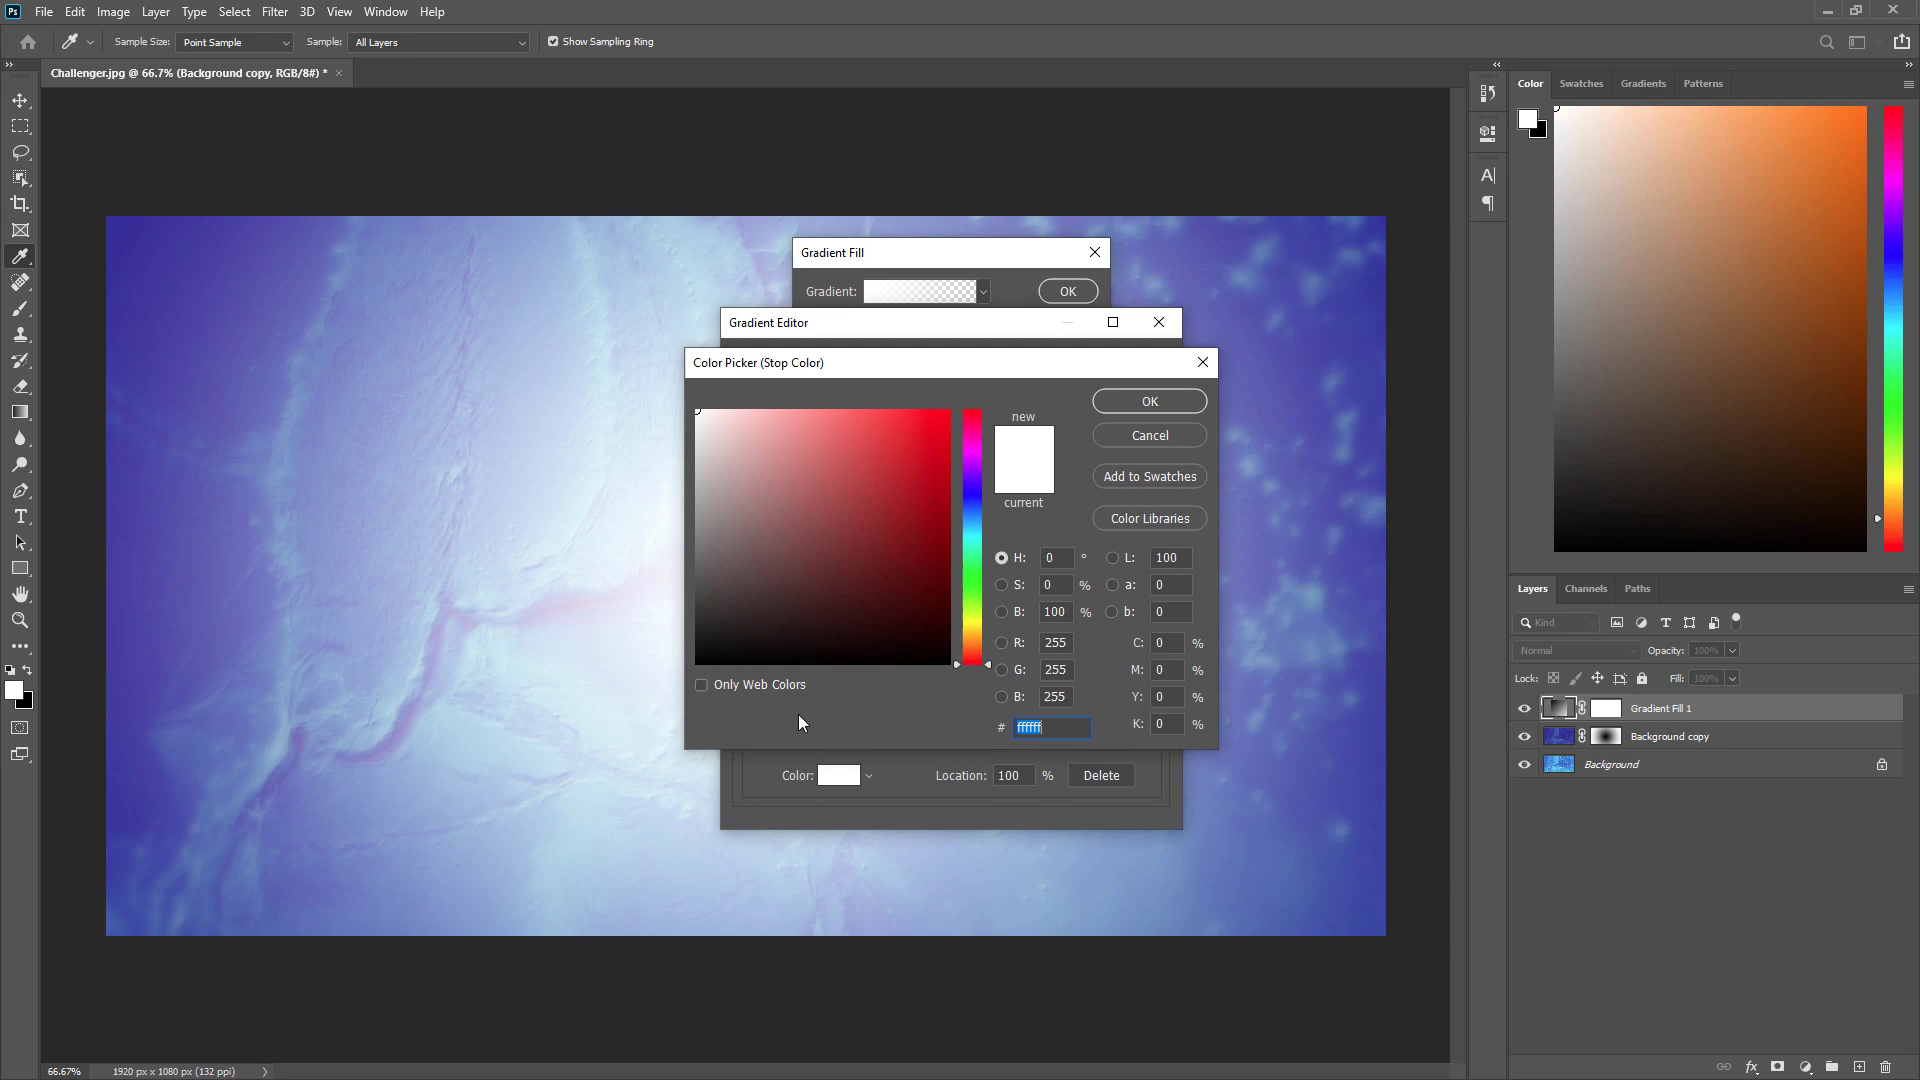 Ps File Edit Image Layer Type Select Filter 3D View Window Help
Sample Size: Point Sample Sample: All Layers Show Sampling Ring
Challenger.jpg @ 66.7% (Background copy, RGB/8#) *
Color Swatches Gradients Patterns
Gradient Fill
Gradient: OK
Gradient Editor
Color Picker (Stop Color)
new
OK
Cancel
Add to Swatches
current
Color Libraries
H: 0 ° L: 100
S: 0 % a: 0
B: 100 % b: 0
R: 255 C: 0 %
G: 255 M: 0 %
Only Web Colors
B: 255 Y: 0 %
# ffffff K: 0 %
Color: Location: 100 % Delete
Layers Channels Paths
Kind
Normal Opacity: 100%
Lock: Fill: 100%
Gradient Fill 1
Background copy
Background
66.67% 1920 px x 1080 px (132 ppi)